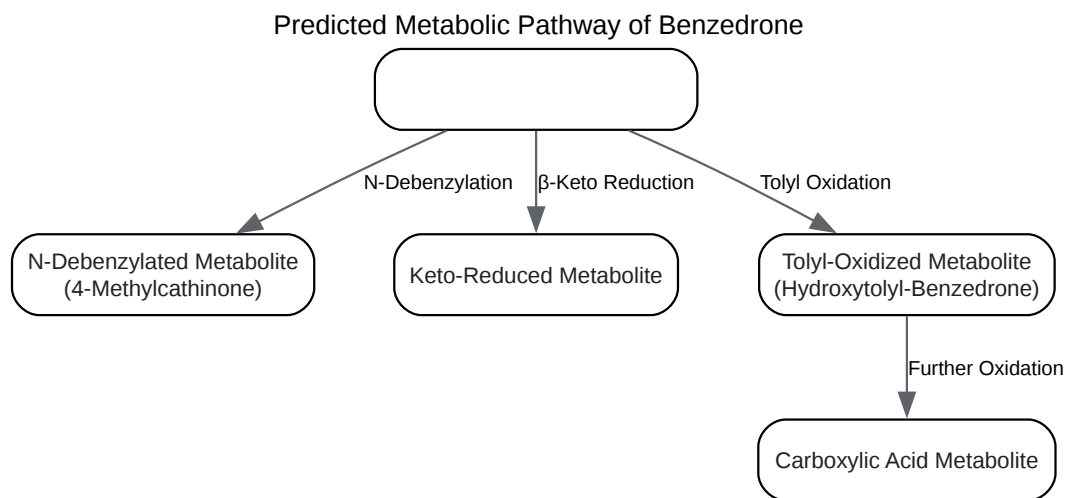 Predicted Metabolic Pathway of Benzedrone
N-Debenzylation
β-Keto Reduction
Tolyl Oxidation
N-Debenzylated Metabolite
(4-Methylcathinone)
Keto-Reduced Metabolite
Tolyl-Oxidized Metabolite
(Hydroxytolyl-Benzedrone)
Further Oxidation
Carboxylic Acid Metabolite